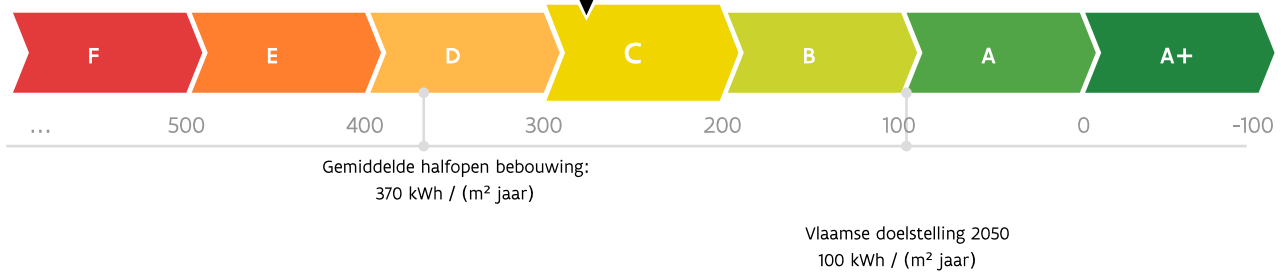 F E D C B A A+
... 500 400 300 200 100 0 -100
Gemiddelde halfopen bebouwing:
370 kWh / (m² jaar)
Vlaamse doelstelling 2050
100 kWh / (m² jaar)